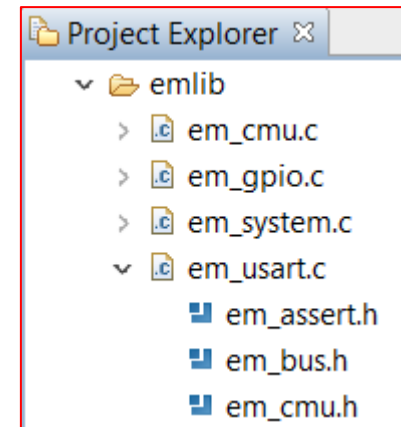 Project Explorer
emlib
em_cmu.c
em_gpio.c
em_system.c
em_usart.c
em_assert.h
em_bus.h
em_cmu.h